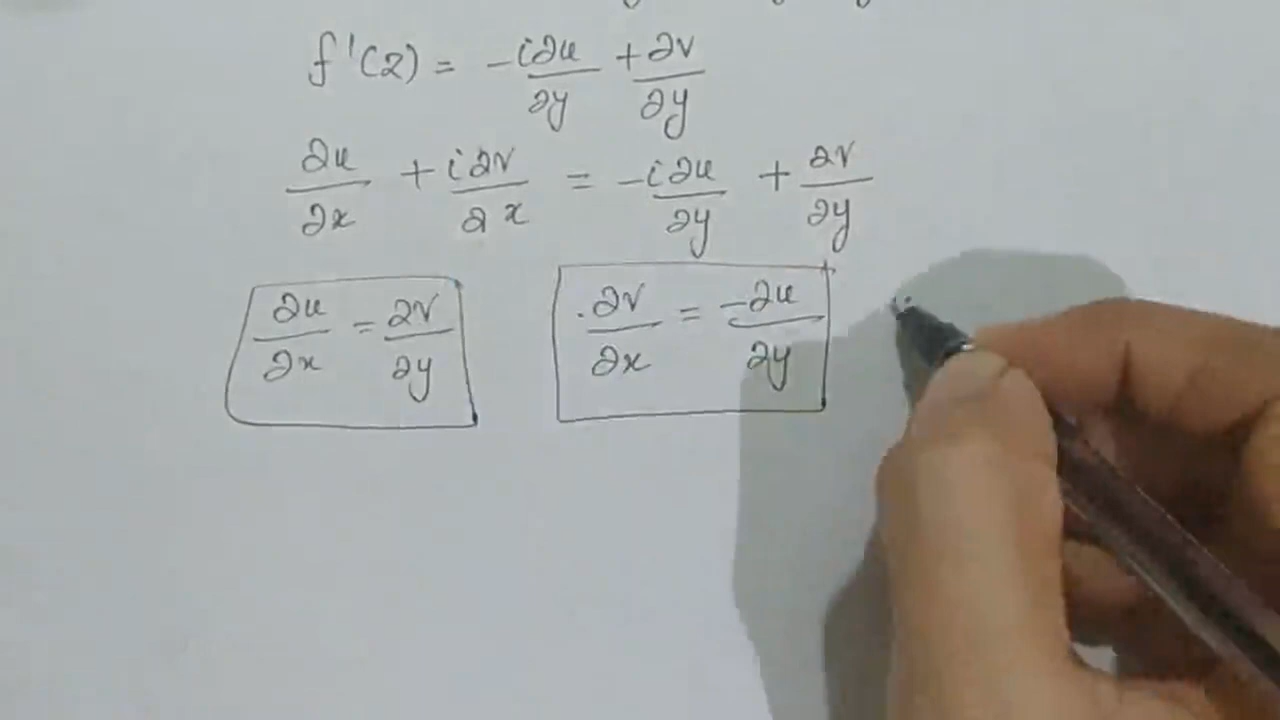 f'(z) = -i∂u/∂y + ∂v/∂y
∂u/∂x + i∂v/∂x = -i∂u/∂y + ∂v/∂y
∂u/∂x = ∂v/∂y ∂v/∂x = -∂u/∂y